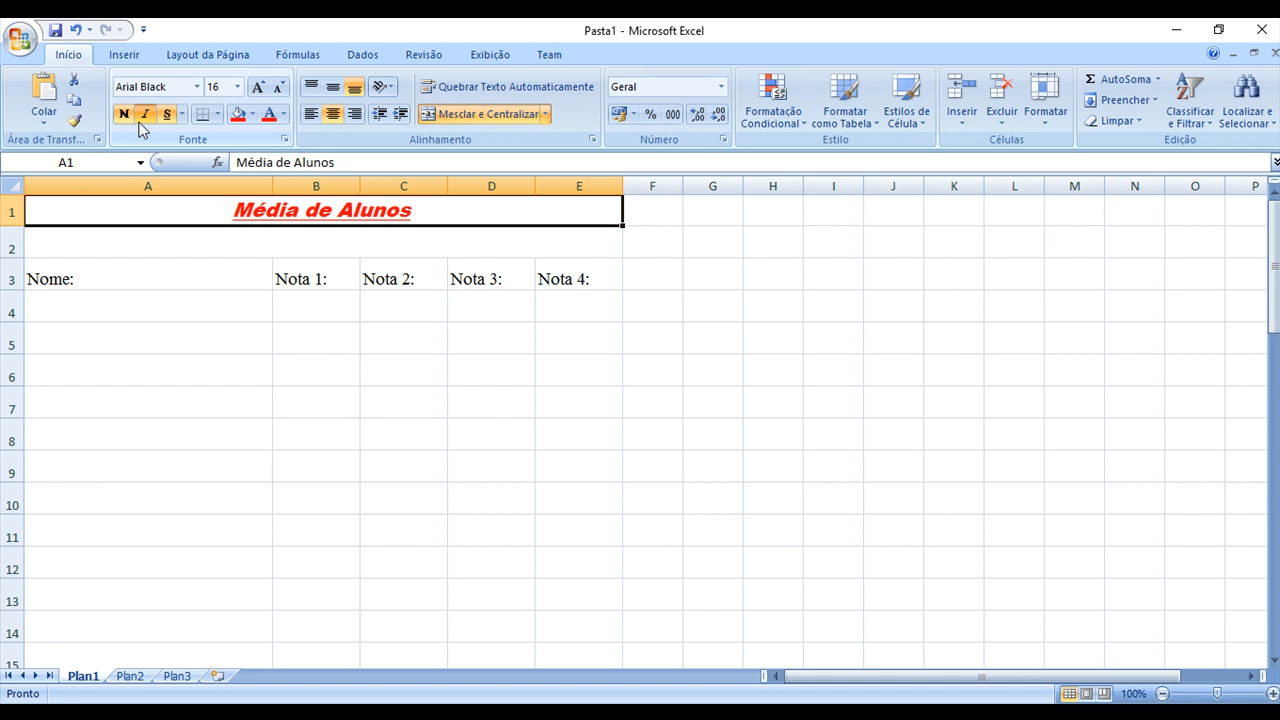 Pasta1 - Microsoft Excel
Início Inserir Layout da Página Fórmulas Dados Revisão Exibição Team
Colar
Área de Transf...
Arial Black 16 A A
N I S A
Fonte
Quebrar Texto Automaticamente
Mesclar e Centralizar
Alinhamento
Geral
% 000 ,00 ,00
Número
Formatação Condicional
Formatar como Tabela
Estilos de Célula
Estilo
Inserir Excluir Formatar
Células
Σ AutoSoma
Preencher
Limpar
Classificar e Filtrar
Localizar e Selecionar
Edição
A1 fx Média de Alunos
A B C D E F G H I J K L M N O P
1 Média de Alunos
2
3 Nome: Nota 1: Nota 2: Nota 3: Nota 4:
4
5
6
7
8
9
10
11
12
13
14
15
Plan1 Plan2 Plan3
Pronto 100%